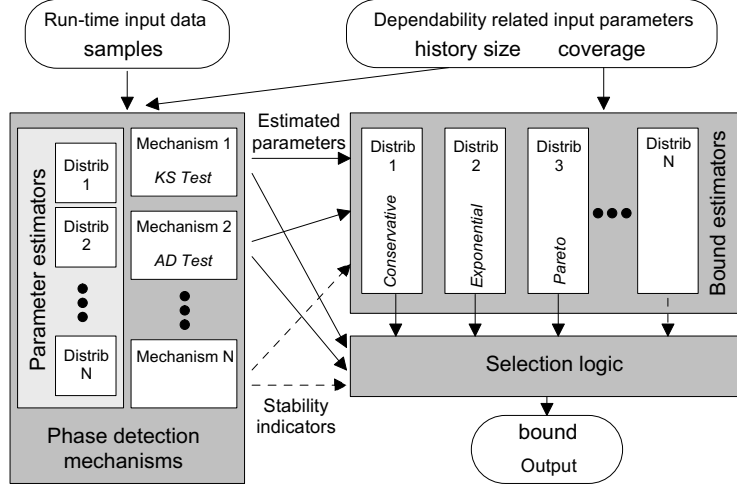 Run-time input data
samples
Dependability related input parameters
history size coverage
Parameter estimators
Distrib
1
Distrib
2
Distrib
N
Mechanism 1
KS Test
Mechanism 2
AD Test
Mechanism N
Phase detection
mechanisms
Estimated
parameters
Stability
indicators
Distrib
1
Conservative
Distrib
2
Exponential
Distrib
3
Pareto
Distrib
N
Bound estimators
Selection logic
bound
Output